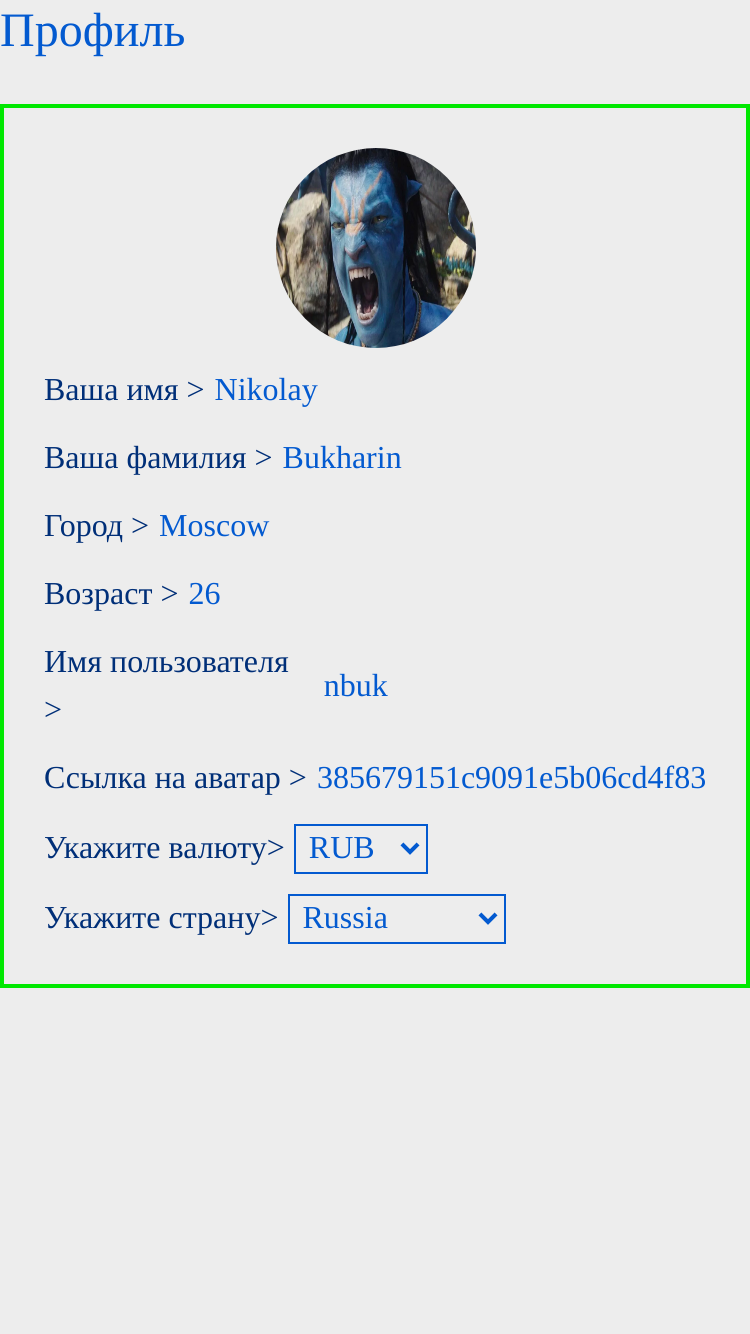 Профиль
Ваша имя > Nikolay
Ваша фамилия > Bukharin
Город > Moscow
Возраст > 26
Имя пользователя
> nbuk
Ссылка на аватар > 385679151c9091e5b06cd4f83
Укажите валюту> RUB
Укажите страну> Russia